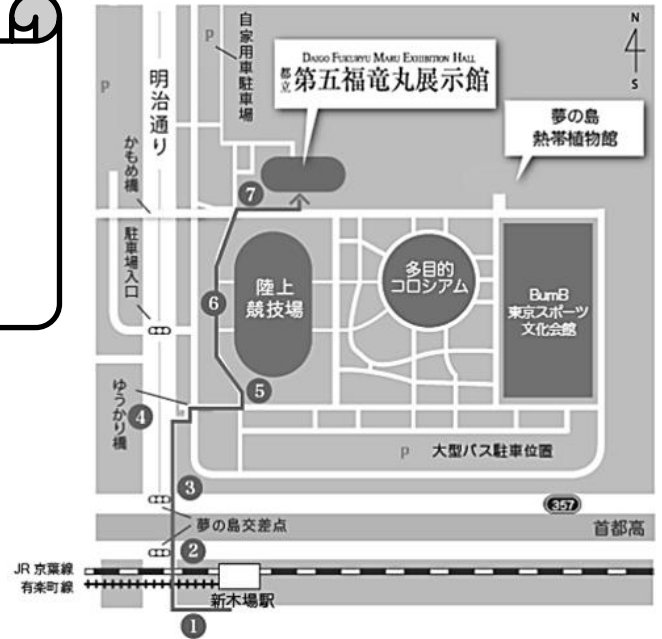 N
S
P
自家用車駐車場
DAIGO FUKURYU MARU EXHIBITION HALL
都立 第五福竜丸展示館
P
明治通り
夢の島
熱帯植物館
かもめ橋
7
駐車場入口
6
陸上
競技場
多目的
コロシアム
BumB
東京スポーツ
文化会館
5
ゆうかり橋
4
P 大型バス駐車位置
3
357
夢の島交差点
首都高
2
JR 京葉線
有楽町線
新木場駅
1